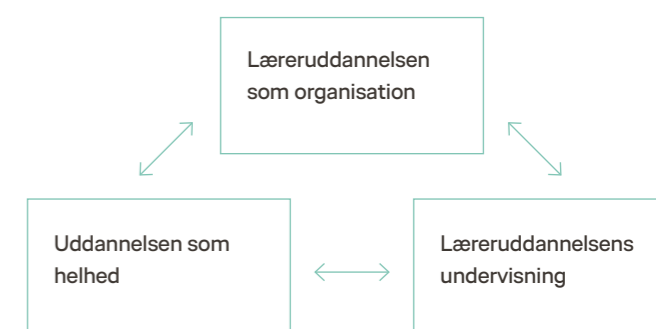 Læreruddannelsen
som organisation
Uddannelsen som
helhed
Læreruddannelsens
undervisning